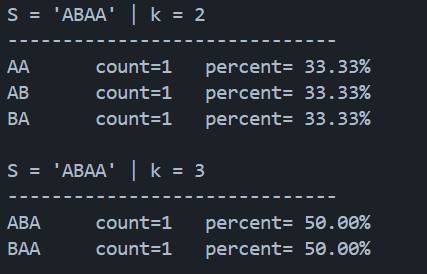 S = 'ABAA' | k = 2
------------------------------
AA      count=1   percent= 33.33%
AB      count=1   percent= 33.33%
BA      count=1   percent= 33.33%

S = 'ABAA' | k = 3
------------------------------
ABA     count=1   percent= 50.00%
BAA     count=1   percent= 50.00%